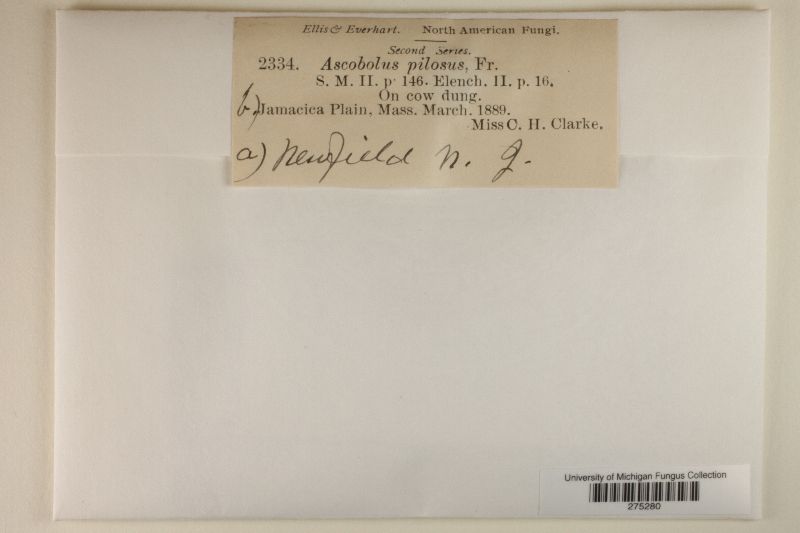 Ellis & Everhart. North American Fungi.
Second Series.
2334. Ascobolus pilosus, Fr.
S. M. II. p. 146. Elench. II. p. 16.
On cow dung.
b) Jamacica Plain, Mass. March. 1889.
Miss C. H. Clarke.
a) Newfield N. J.
University of Michigan Fungus Collection
275280